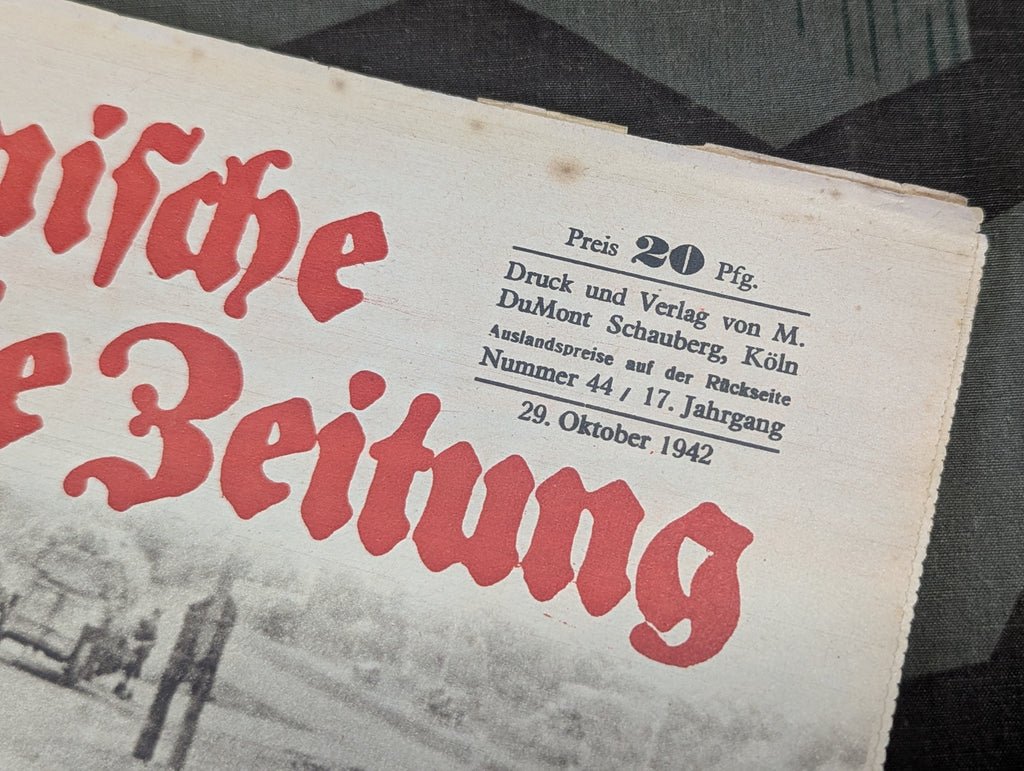 nische
e Zeitung
Preis 20 Pfg.
Druck und Verlag von M.
DuMont Schauberg, Köln
Auslandspreise auf der Rückseite
Nummer 44 / 17. Jahrgang
29. Oktober 1942